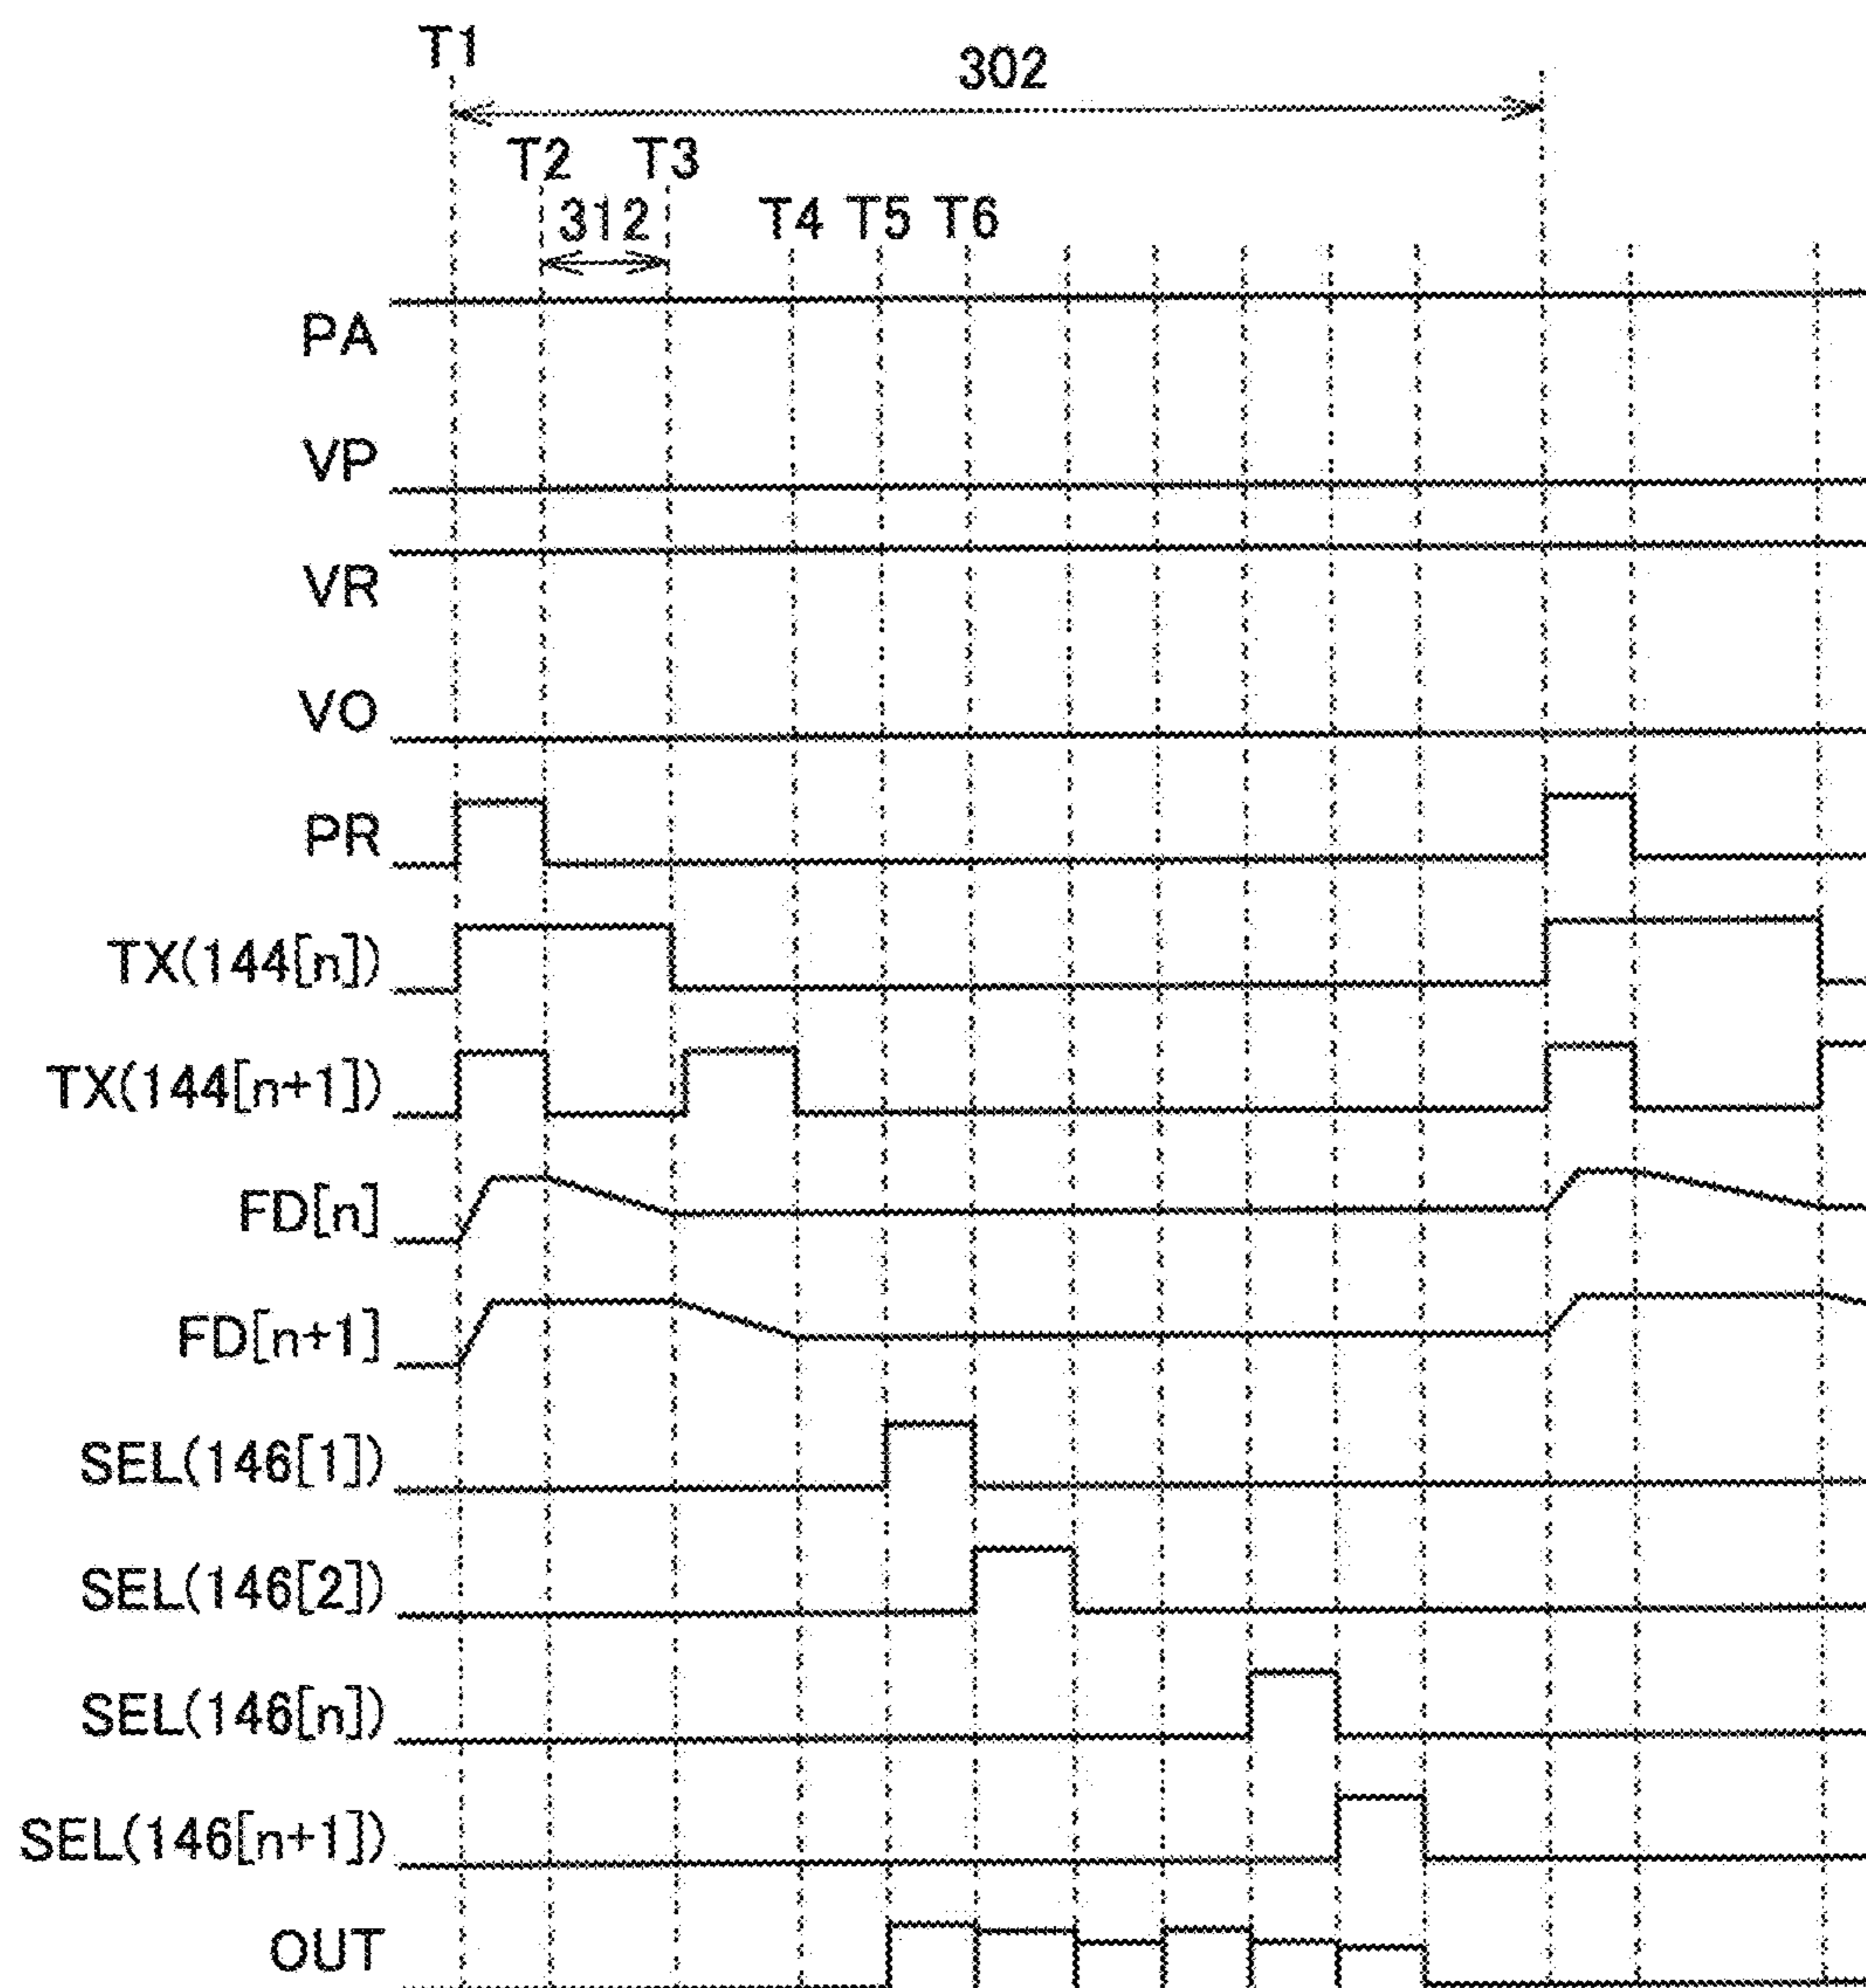 T1
302
T2 T3
312
T4 T5 T6
PA
VP
VR
VO
PR
TX(144[n])
TX(144[n+1])
FD[n]
FD[n+1]
SEL(146[1])
SEL(146[2])
SEL(146[n])
SEL(146[n+1])
OUT